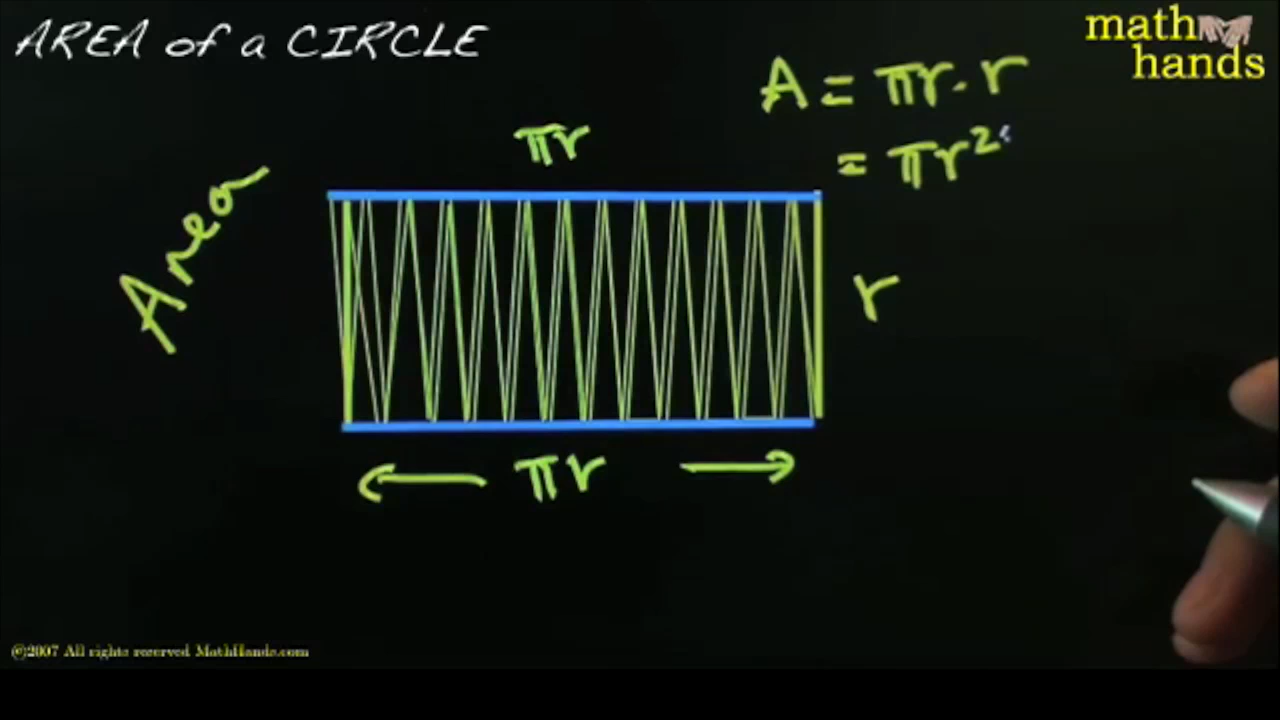 AREA of a CIRCLE
math
hands
A = πr · r
= πr²
πr
Area
r
← πr →
©2007 All rights reserved MathHands.com